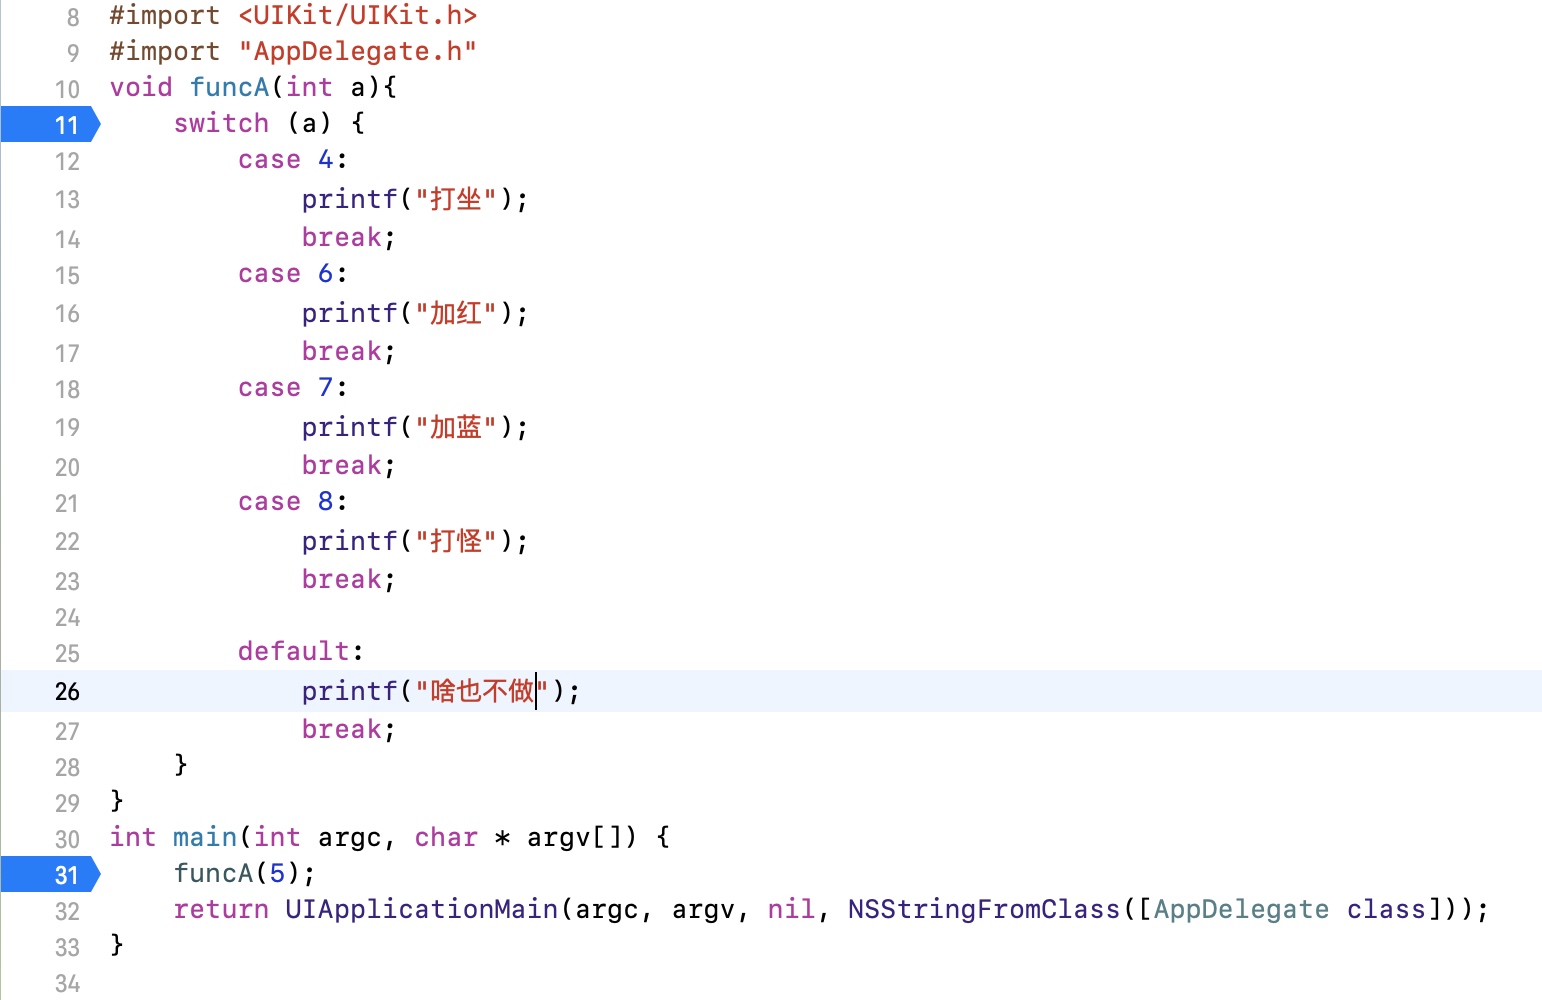 8 #import <UIKit/UIKit.h>
9 #import "AppDelegate.h"
10 void funcA(int a){
11     switch (a) {
12         case 4:
13             printf("打坐");
14             break;
15         case 6:
16             printf("加红");
17             break;
18         case 7:
19             printf("加蓝");
20             break;
21         case 8:
22             printf("打怪");
23             break;
24
25         default:
26             printf("啥也不做");
27             break;
28     }
29 }
30 int main(int argc, char * argv[]) {
31     funcA(5);
32     return UIApplicationMain(argc, argv, nil, NSStringFromClass([AppDelegate class]));
33 }
34